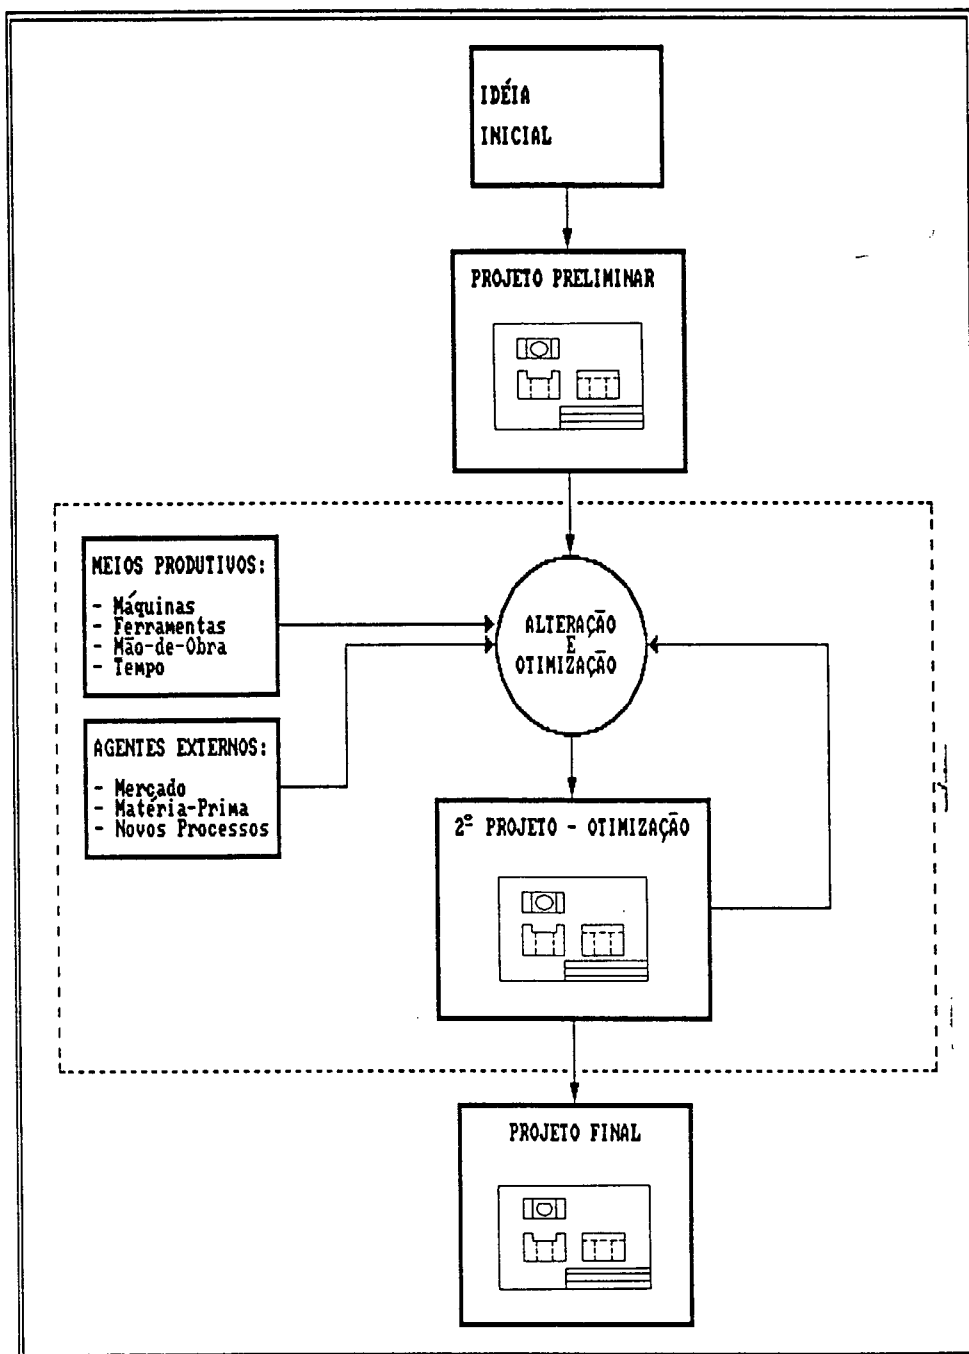 IDÉIA
INICIAL
PROJETO PRELIMINAR
MEIOS PRODUTIVOS:
- Máquinas
- Ferramentas
- Mão-de-Obra
- Tempo
ALTERAÇÃO
E
OTIMIZAÇÃO
AGENTES EXTERNOS:
- Merçado
- Matéria-Prima
- Novos Processos
2º PROJETO - OTIMIZAÇÃO
PROJETO FINAL